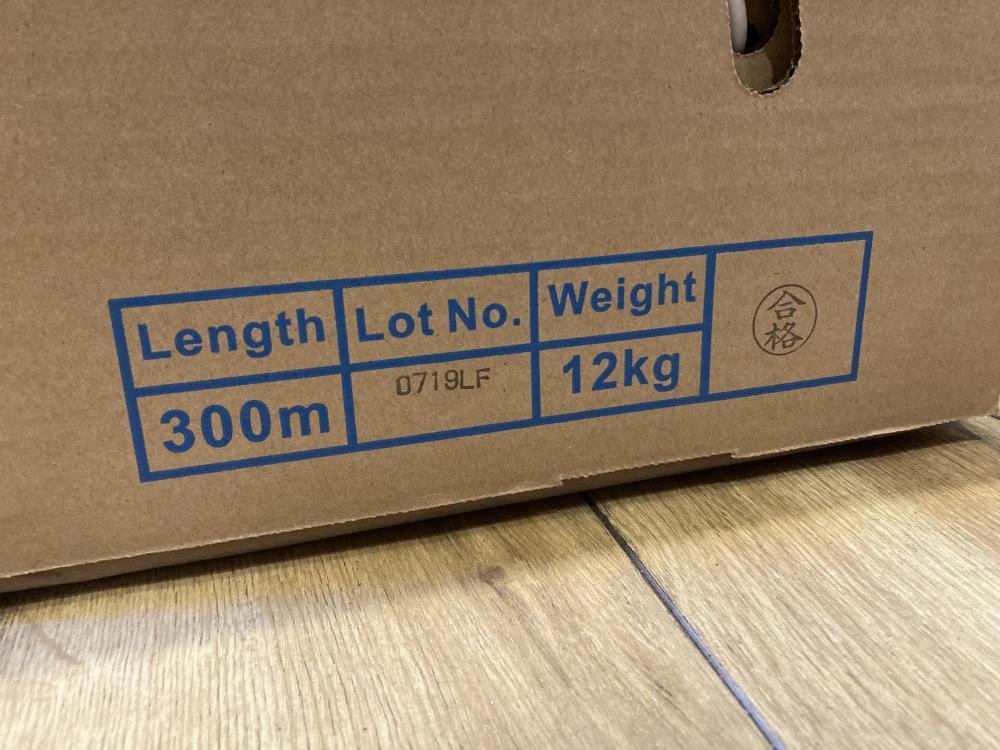 Length Lot No. Weight
300m 0719LF 12kg
合格